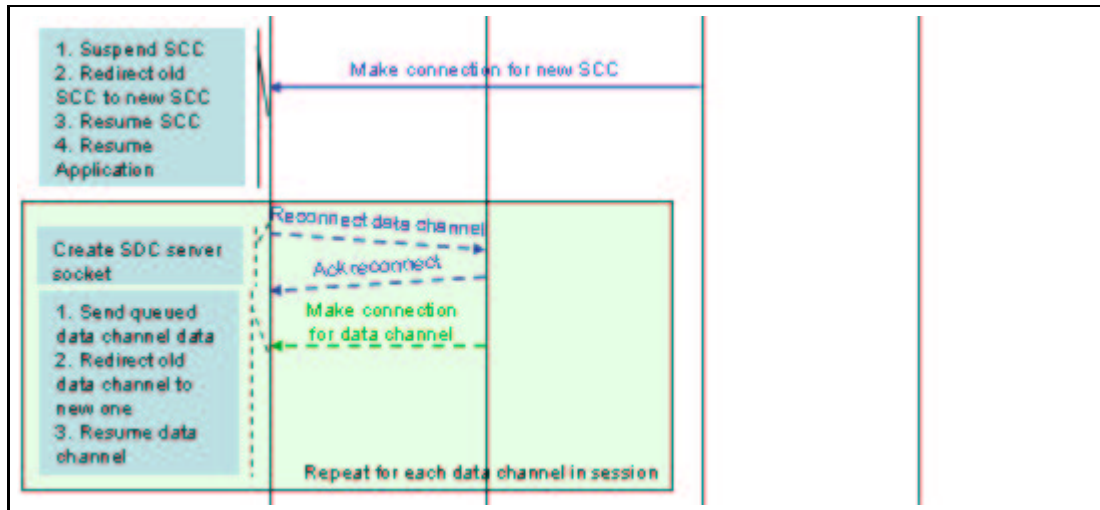 1. Suspend SCC
2. Redirect old
SCC to new SCC
3. Resume SCC
4. Resume
Application
Make connection for new SCC
Reconnect data channel
Create SDC server
socket
Ack reconnect
1. Send queued
data channel data
2. Redirect old
data channel to
new one
3. Resume data
channel
Make connection
for data channel
Repeat for each data channel in session